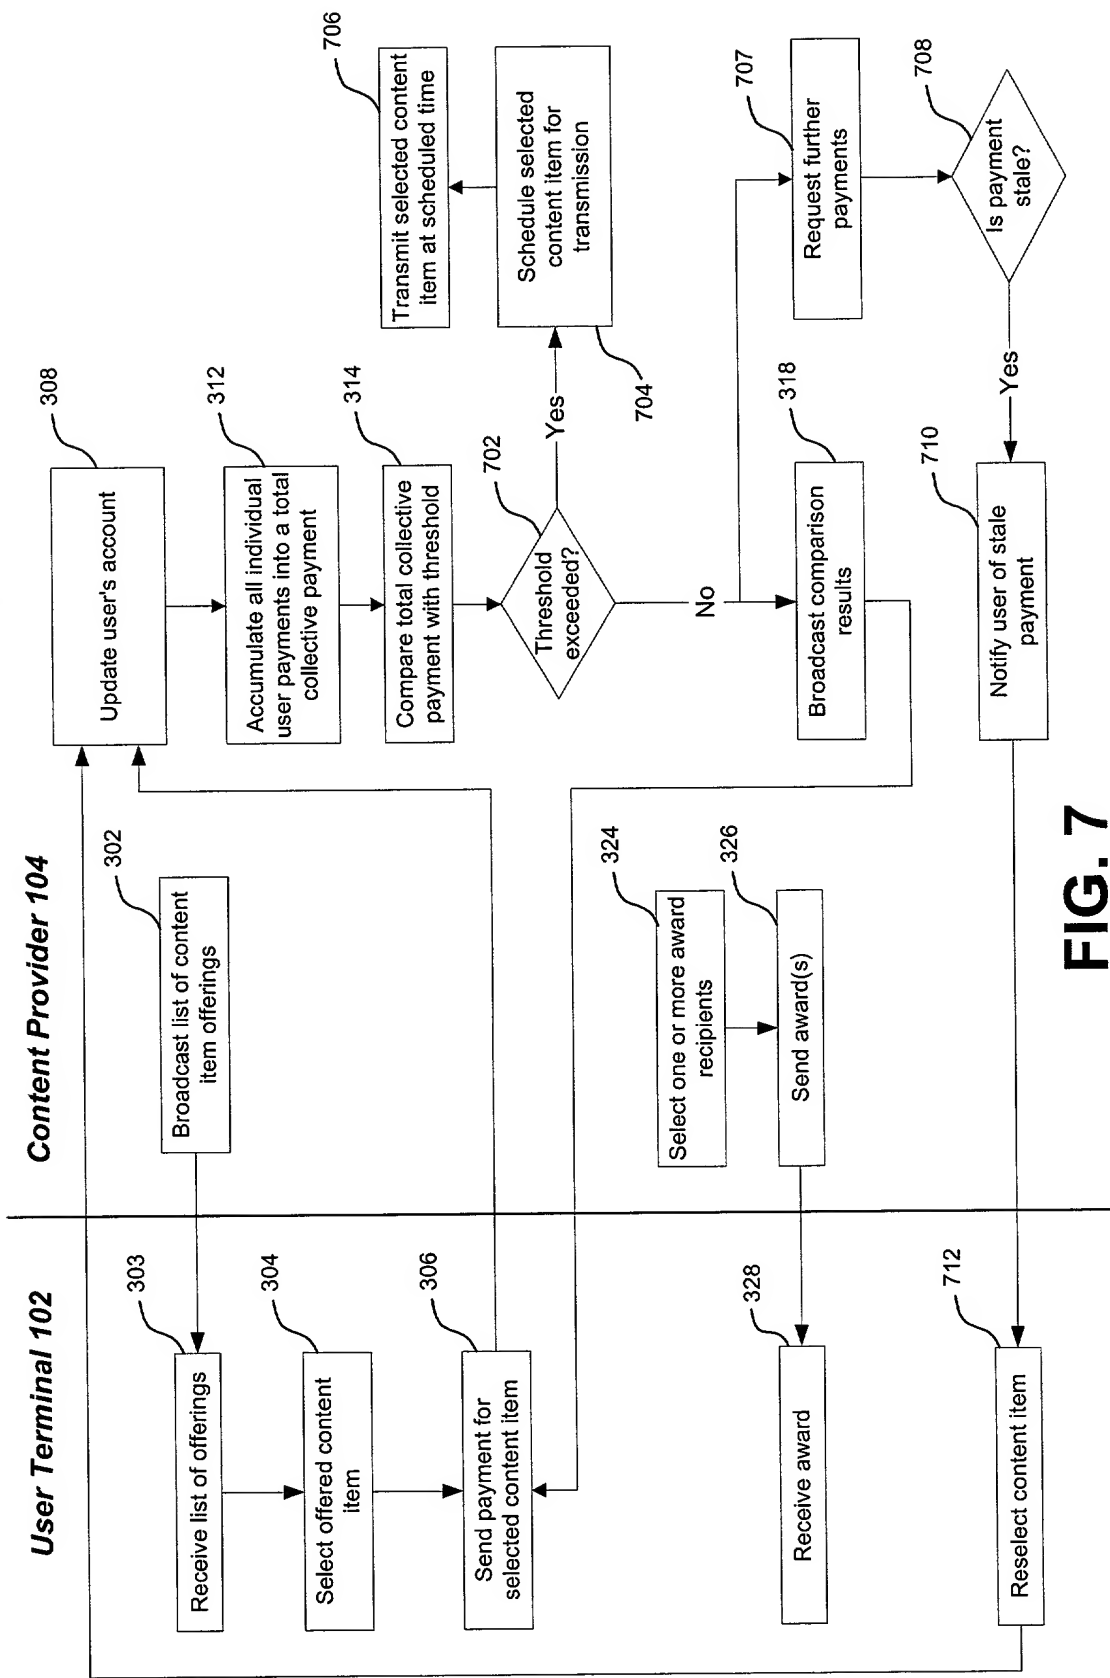 User Terminal 102
Content Provider 104
303
Receive list of offerings
304
Select offered content
item
306
Send payment for
selected content item
328
Receive award
712
Reselect content item
302
Broadcast list of content
item offerings
324
Select one or more award
recipients
326
Send award(s)
308
Update user's account
312
Accumulate all individual
user payments into a total
collective payment
314
Compare total collective
payment with threshold
702
Threshold
exceeded?
Yes
No
704
Schedule selected
content item for
transmission
706
Transmit selected content
item at scheduled time
318
Broadcast comparison
results
707
Request further
payments
708
Is payment
stale?
Yes
710
Notify user of stale
payment
FIG. 7